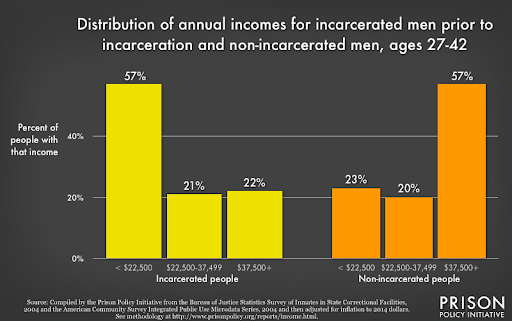 Distribution of annual incomes for incarcerated men prior to
incarceration and non-incarcerated men, ages 27-42
Percent of
people with
that income
40%
20%
0%
57%
21%
22%
23%
20%
57%
< $22,500
$22,500-37,499
$37,500+
< $22,500
$22,500-37,499
$37,500+
Incarcerated people
Non-incarcerated people
Source: Compiled by the Prison Policy Initiative from the Bureau of Justice Statistics Survey of Inmates in State Correctional Facilities,
2004 and the American Community Survey Integrated Public Use Microdata Series, 2004 and then adjusted for inflation to 2014 dollars.
See methodology at http://www.prisonpolicy.org/reports/income.html.
PRISON
POLICY INITIATIVE